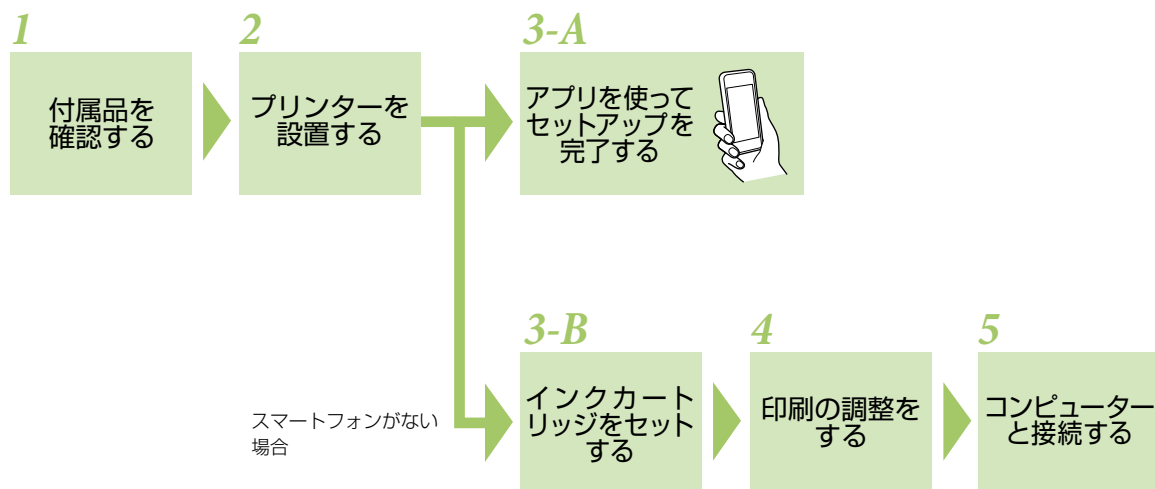 1
付属品を
確認する
2
プリンターを
設置する
3-A
アプリを使って
セットアップを
完了する
スマートフォンがない
場合
3-B
インクカート
リッジをセット
する
4
印刷の調整を
する
5
コンピューター
と接続する